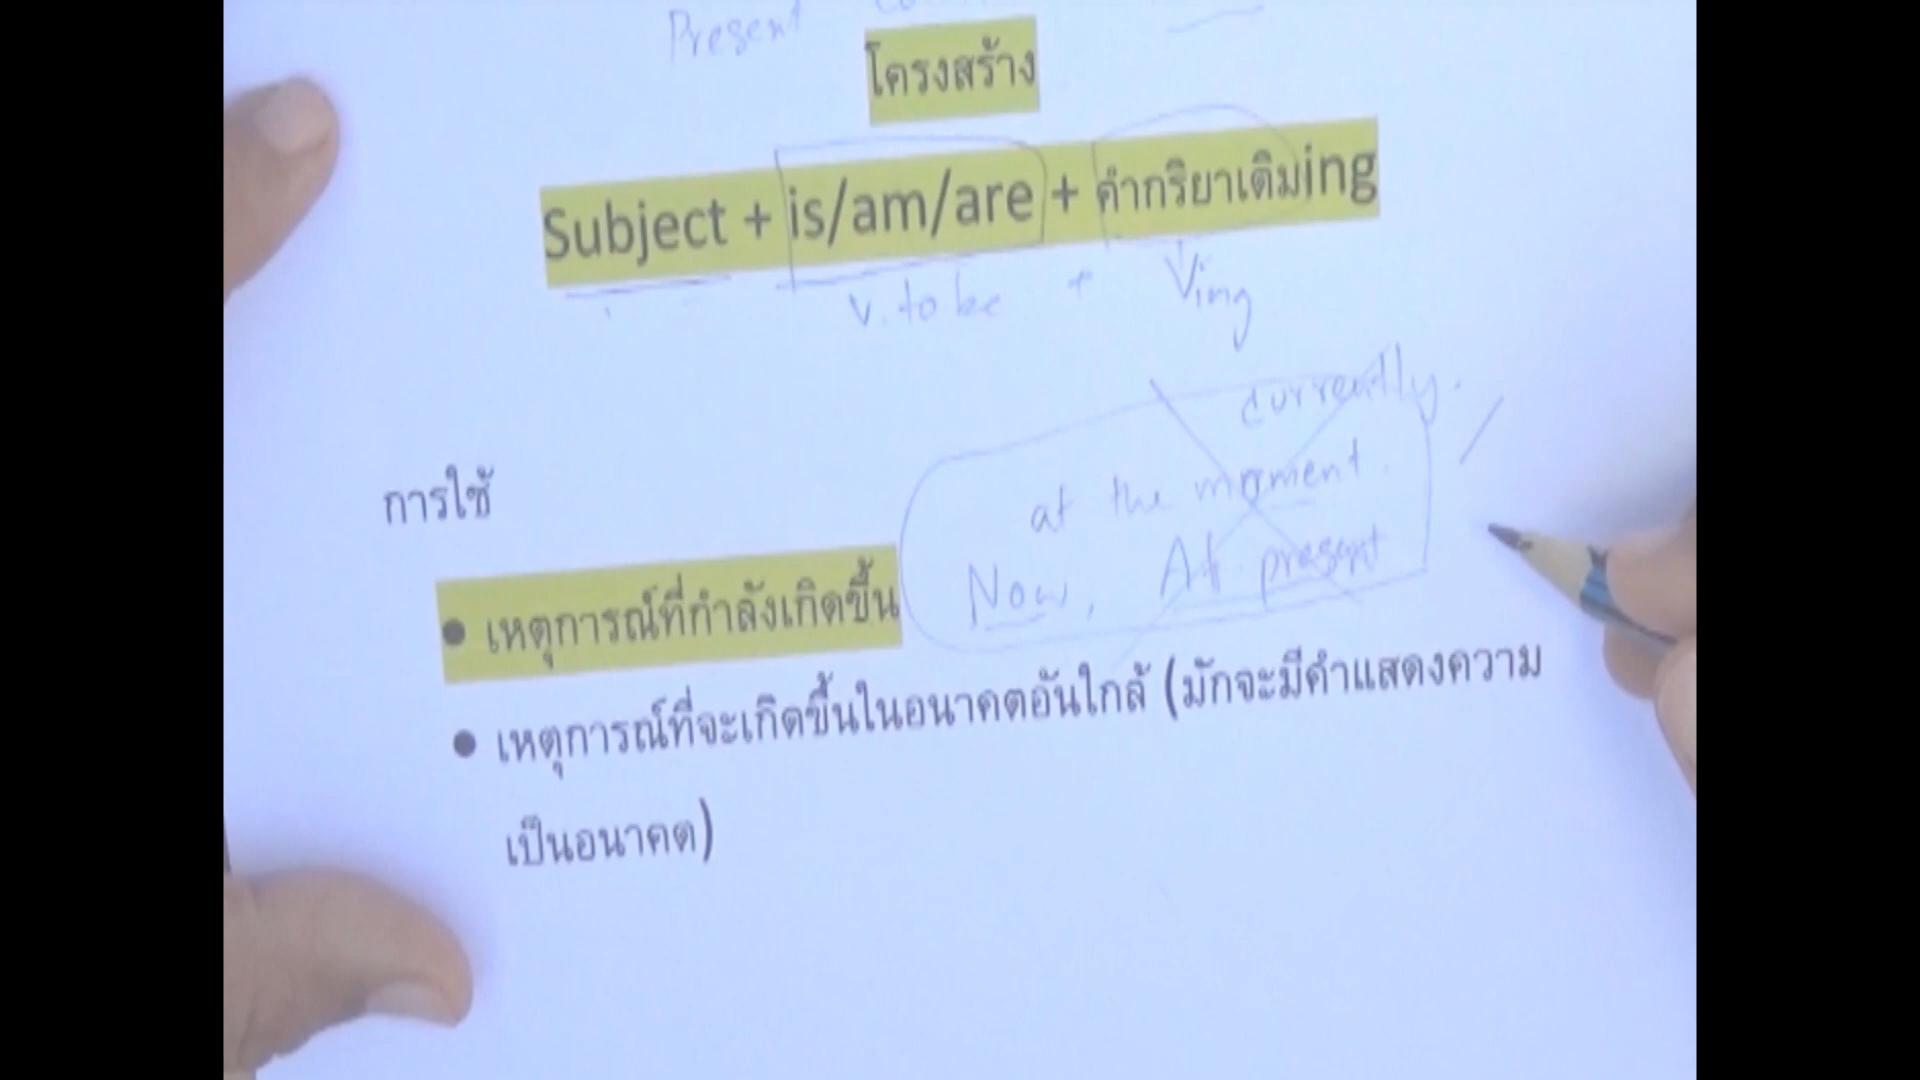 Present
โครงสร้าง
Subject + is/am/are + คำกริยาเติมing
v. to be + Ving
currently.
at the moment.
การใช้
Now, At present
• เหตุการณ์ที่กำลังเกิดขึ้น
• เหตุการณ์ที่จะเกิดขึ้นในอนาคตอันใกล้ (มักจะมีคำแสดงความ
เป็นอนาคต)